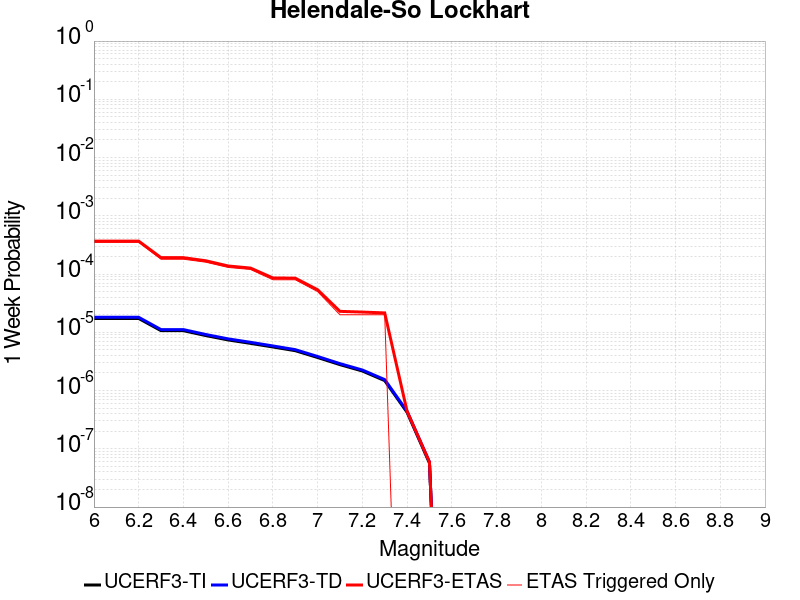 Helendale-So Lockhart
1 Week Probability
10^0
10^-1
10^-2
10^-3
10^-4
10^-5
10^-6
10^-7
10^-8
6 6.2 6.4 6.6 6.8 7 7.2 7.4 7.6 7.8 8 8.2 8.4 8.6 8.8 9
Magnitude
UCERF3-TI UCERF3-TD UCERF3-ETAS ETAS Triggered Only